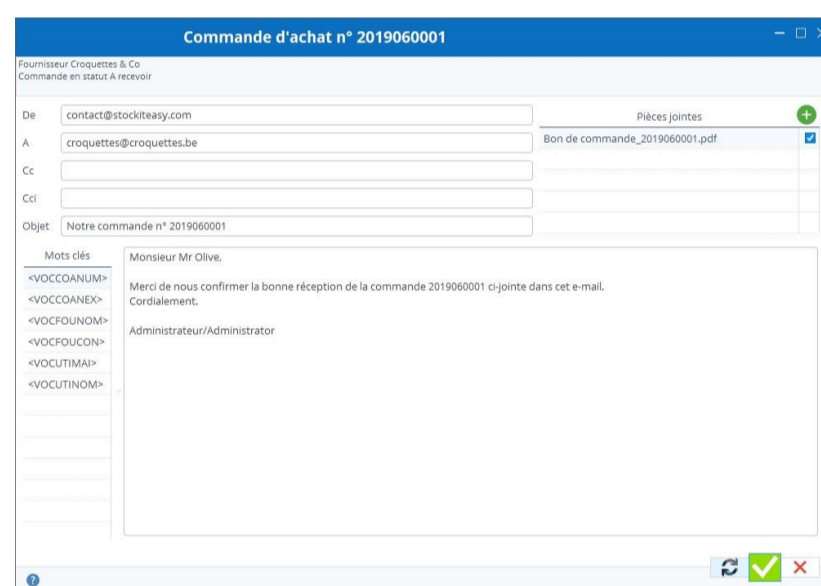 Commande d'achat n° 2019060001
Fournisseur Croquettes & Co
Commande en statut A recevoir
De contact@stockiteasy.com
A croquettes@croquettes.be
Cc
Cci
Objet Notre commande n° 2019060001
Pièces jointes
Bon de commande_2019060001.pdf
Mots clés
<VOCCOANUM>
<VOCCOANEX>
<VOCFOUNOM>
<VOCFOUCON>
<VOCUTIMAI>
<VOCUTINOM>
Monsieur Mr Olive,
Merci de nous confirmer la bonne réception de la commande 2019060001 ci-jointe dans cet e-mail.
Cordialement.
Administrateur/Administrator